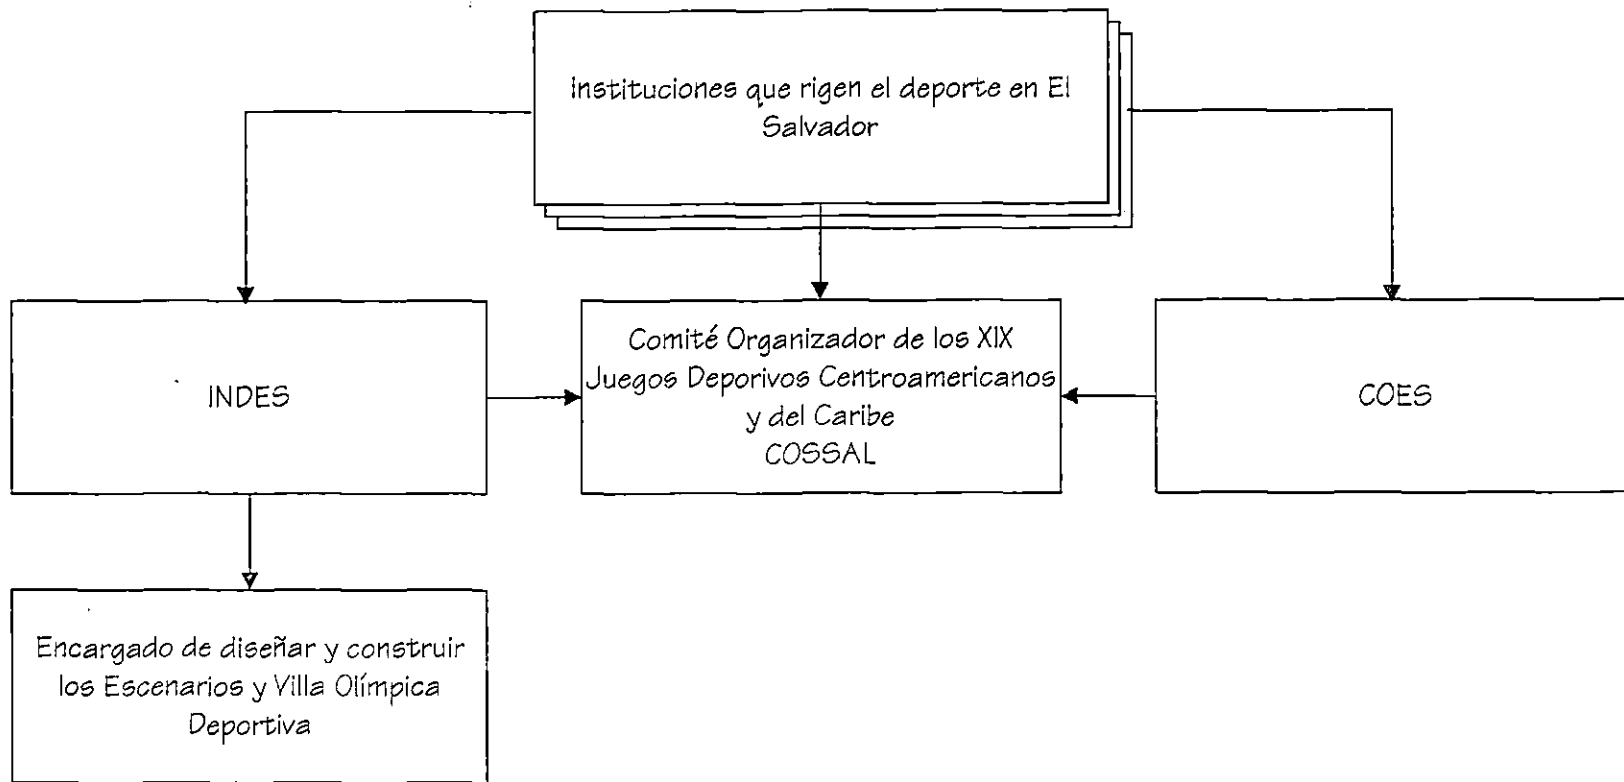 Instituciones que rigen el deporte en El
Salvador
INDES
Comité Organizador de los XIX
Juegos Deporivos Centroamericanos
y del Caribe
COSSAL
COES
Encargado de diseñar y construir
los Escenarios y Villa Olímpica
Deportiva